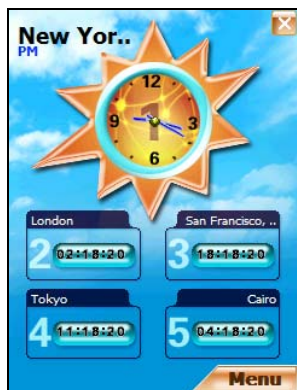 New Yor..
PM
X
12
9
1
3
6
London
San Francisco, ..
2 02:18:20
3 18:18:20
Tokyo
Cairo
4 11:18:20
5 04:18:20
Menu